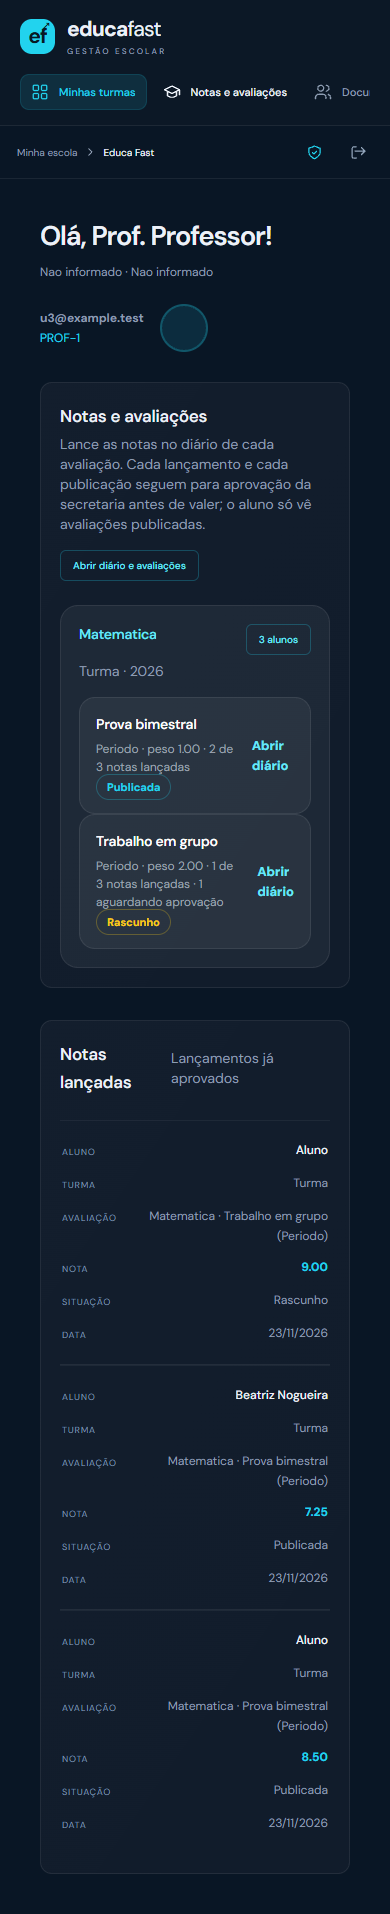 ef
educafast
GESTÃO ESCOLAR
Minhas turmas
Notas e avaliações
Minha escola
Educa Fast
Olá, Prof. Professor!
Nao informado · Nao informado
u3@example.test
PROF-1
Notas e avaliações
Lance as notas no diário de cada
avaliação. Cada lançamento e cada
publicação seguem para aprovação da
secretaria antes de valer; o aluno só vê
avaliações publicadas.
Abrir diário e avaliações
Matematica
3 alunos
Turma · 2026
Prova bimestral
Periodo · peso 1.00 · 2 de
3 notas lançadas
Publicada
Abrir
diário
Trabalho em grupo
Periodo · peso 2.00 · 1 de
3 notas lançadas · 1
aguardando aprovação
Rascunho
Abrir
diário
Notas
lançadas
Lançamentos já
aprovados
ALUNO Aluno
TURMA Turma
AVALIAÇÃO Matematica · Trabalho em grupo
(Periodo)
NOTA 9.00
SITUAÇÃO Rascunho
DATA 23/11/2026
ALUNO Beatriz Nogueira
TURMA Turma
AVALIAÇÃO Matematica · Prova bimestral
(Periodo)
NOTA 7.25
SITUAÇÃO Publicada
DATA 23/11/2026
ALUNO Aluno
TURMA Turma
AVALIAÇÃO Matematica · Prova bimestral
(Periodo)
NOTA 8.50
SITUAÇÃO Publicada
DATA 23/11/2026